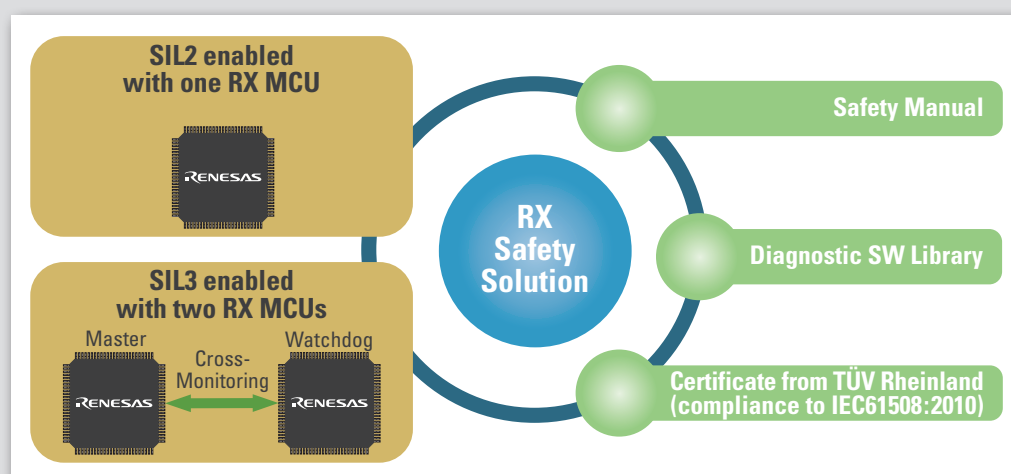 SIL2 enabled
with one RX MCU
RENESAS
SIL3 enabled
with two RX MCUs
Master
Watchdog
Cross-
Monitoring
RENESAS
RENESAS
RX
Safety
Solution
Safety Manual
Diagnostic SW Library
Certificate from TÜV Rheinland
(compliance to IEC61508:2010)